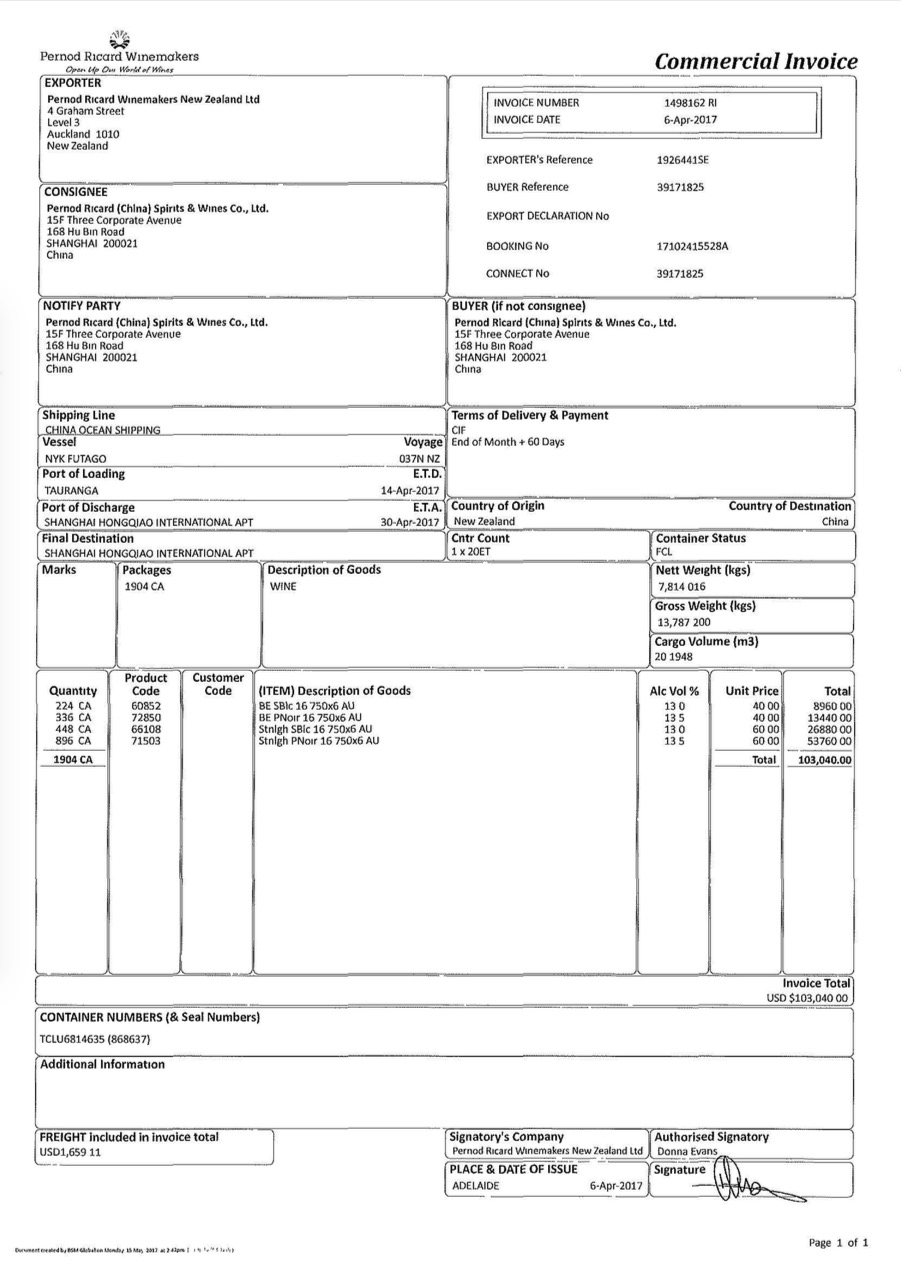 Pernod Ricard Winemakers
Open Up Our World of Wines
Commercial Invoice
EXPORTER
Pernod Ricard Winemakers New Zealand Ltd
4 Graham Street
Level 3
Auckland 1010
New Zealand
INVOICE NUMBER 1498162 RI
INVOICE DATE 6-Apr-2017
EXPORTER's Reference 1926441SE
BUYER Reference 39171825
EXPORT DECLARATION No
BOOKING No 17102415528A
CONNECT No 39171825
CONSIGNEE
Pernod Ricard (China) Spirits & Wines Co., Ltd.
15F Three Corporate Avenue
168 Hu Bin Road
SHANGHAI 200021
China
NOTIFY PARTY
Pernod Ricard (China) Spirits & Wines Co., Ltd.
15F Three Corporate Avenue
168 Hu Bin Road
SHANGHAI 200021
China
BUYER (if not consignee)
Pernod Ricard (China) Spirits & Wines Co., Ltd.
15F Three Corporate Avenue
168 Hu Bin Road
SHANGHAI 200021
China
Shipping Line
CHINA OCEAN SHIPPING
Vessel Voyage
NYK FUTAGO 037N NZ
Port of Loading E.T.D.
TAURANGA 14-Apr-2017
Port of Discharge E.T.A.
SHANGHAI HONGQIAO INTERNATIONAL APT 30-Apr-2017
Final Destination
SHANGHAI HONGQIAO INTERNATIONAL APT
Terms of Delivery & Payment
CIF
End of Month + 60 Days
Country of Origin Country of Destination
New Zealand China
Cntr Count Container Status
1 x 20ET FCL
Marks Packages Description of Goods
1904 CA WINE
Nett Weight (kgs)
7,814 016
Gross Weight (kgs)
13,787 200
Cargo Volume (m3)
20 1948
Quantity Product Code Customer Code (ITEM) Description of Goods Alc Vol % Unit Price Total
224 CA 60852 BE SBlc 16 750x6 AU 13 0 40 00 8960 00
336 CA 72850 BE PNoir 16 750x6 AU 13 5 40 00 13440 00
448 CA 66108 Stnlgh SBlc 16 750x6 AU 13 0 60 00 26880 00
896 CA 71503 Stnlgh PNoir 16 750x6 AU 13 5 60 00 53760 00
1904 CA Total 103,040.00
Invoice Total
USD $103,040 00
CONTAINER NUMBERS (& Seal Numbers)
TCLU6814635 (868637)
Additional Information
FREIGHT included in invoice total
USD1,659 11
Signatory's Company
Pernod Ricard Winemakers New Zealand Ltd
Authorised Signatory
Donna Evans
PLACE & DATE OF ISSUE
ADELAIDE 6-Apr-2017
Signature
Page 1 of 1
Document created by BSM Globallon Monday 15 May 2017 at 2 42pm